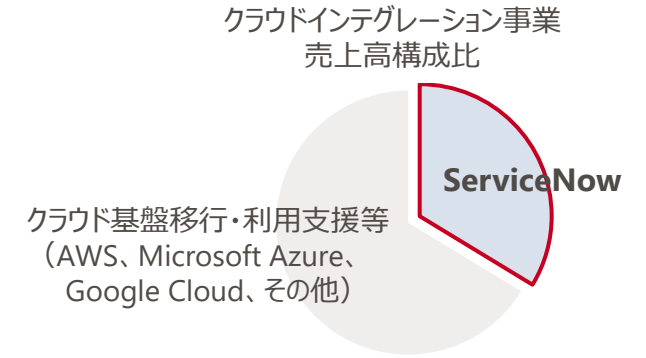 クラウドインテグレーション事業
売上高構成比
ServiceNow
クラウド基盤移行・利用支援等
（AWS、Microsoft Azure、
Google Cloud、その他）